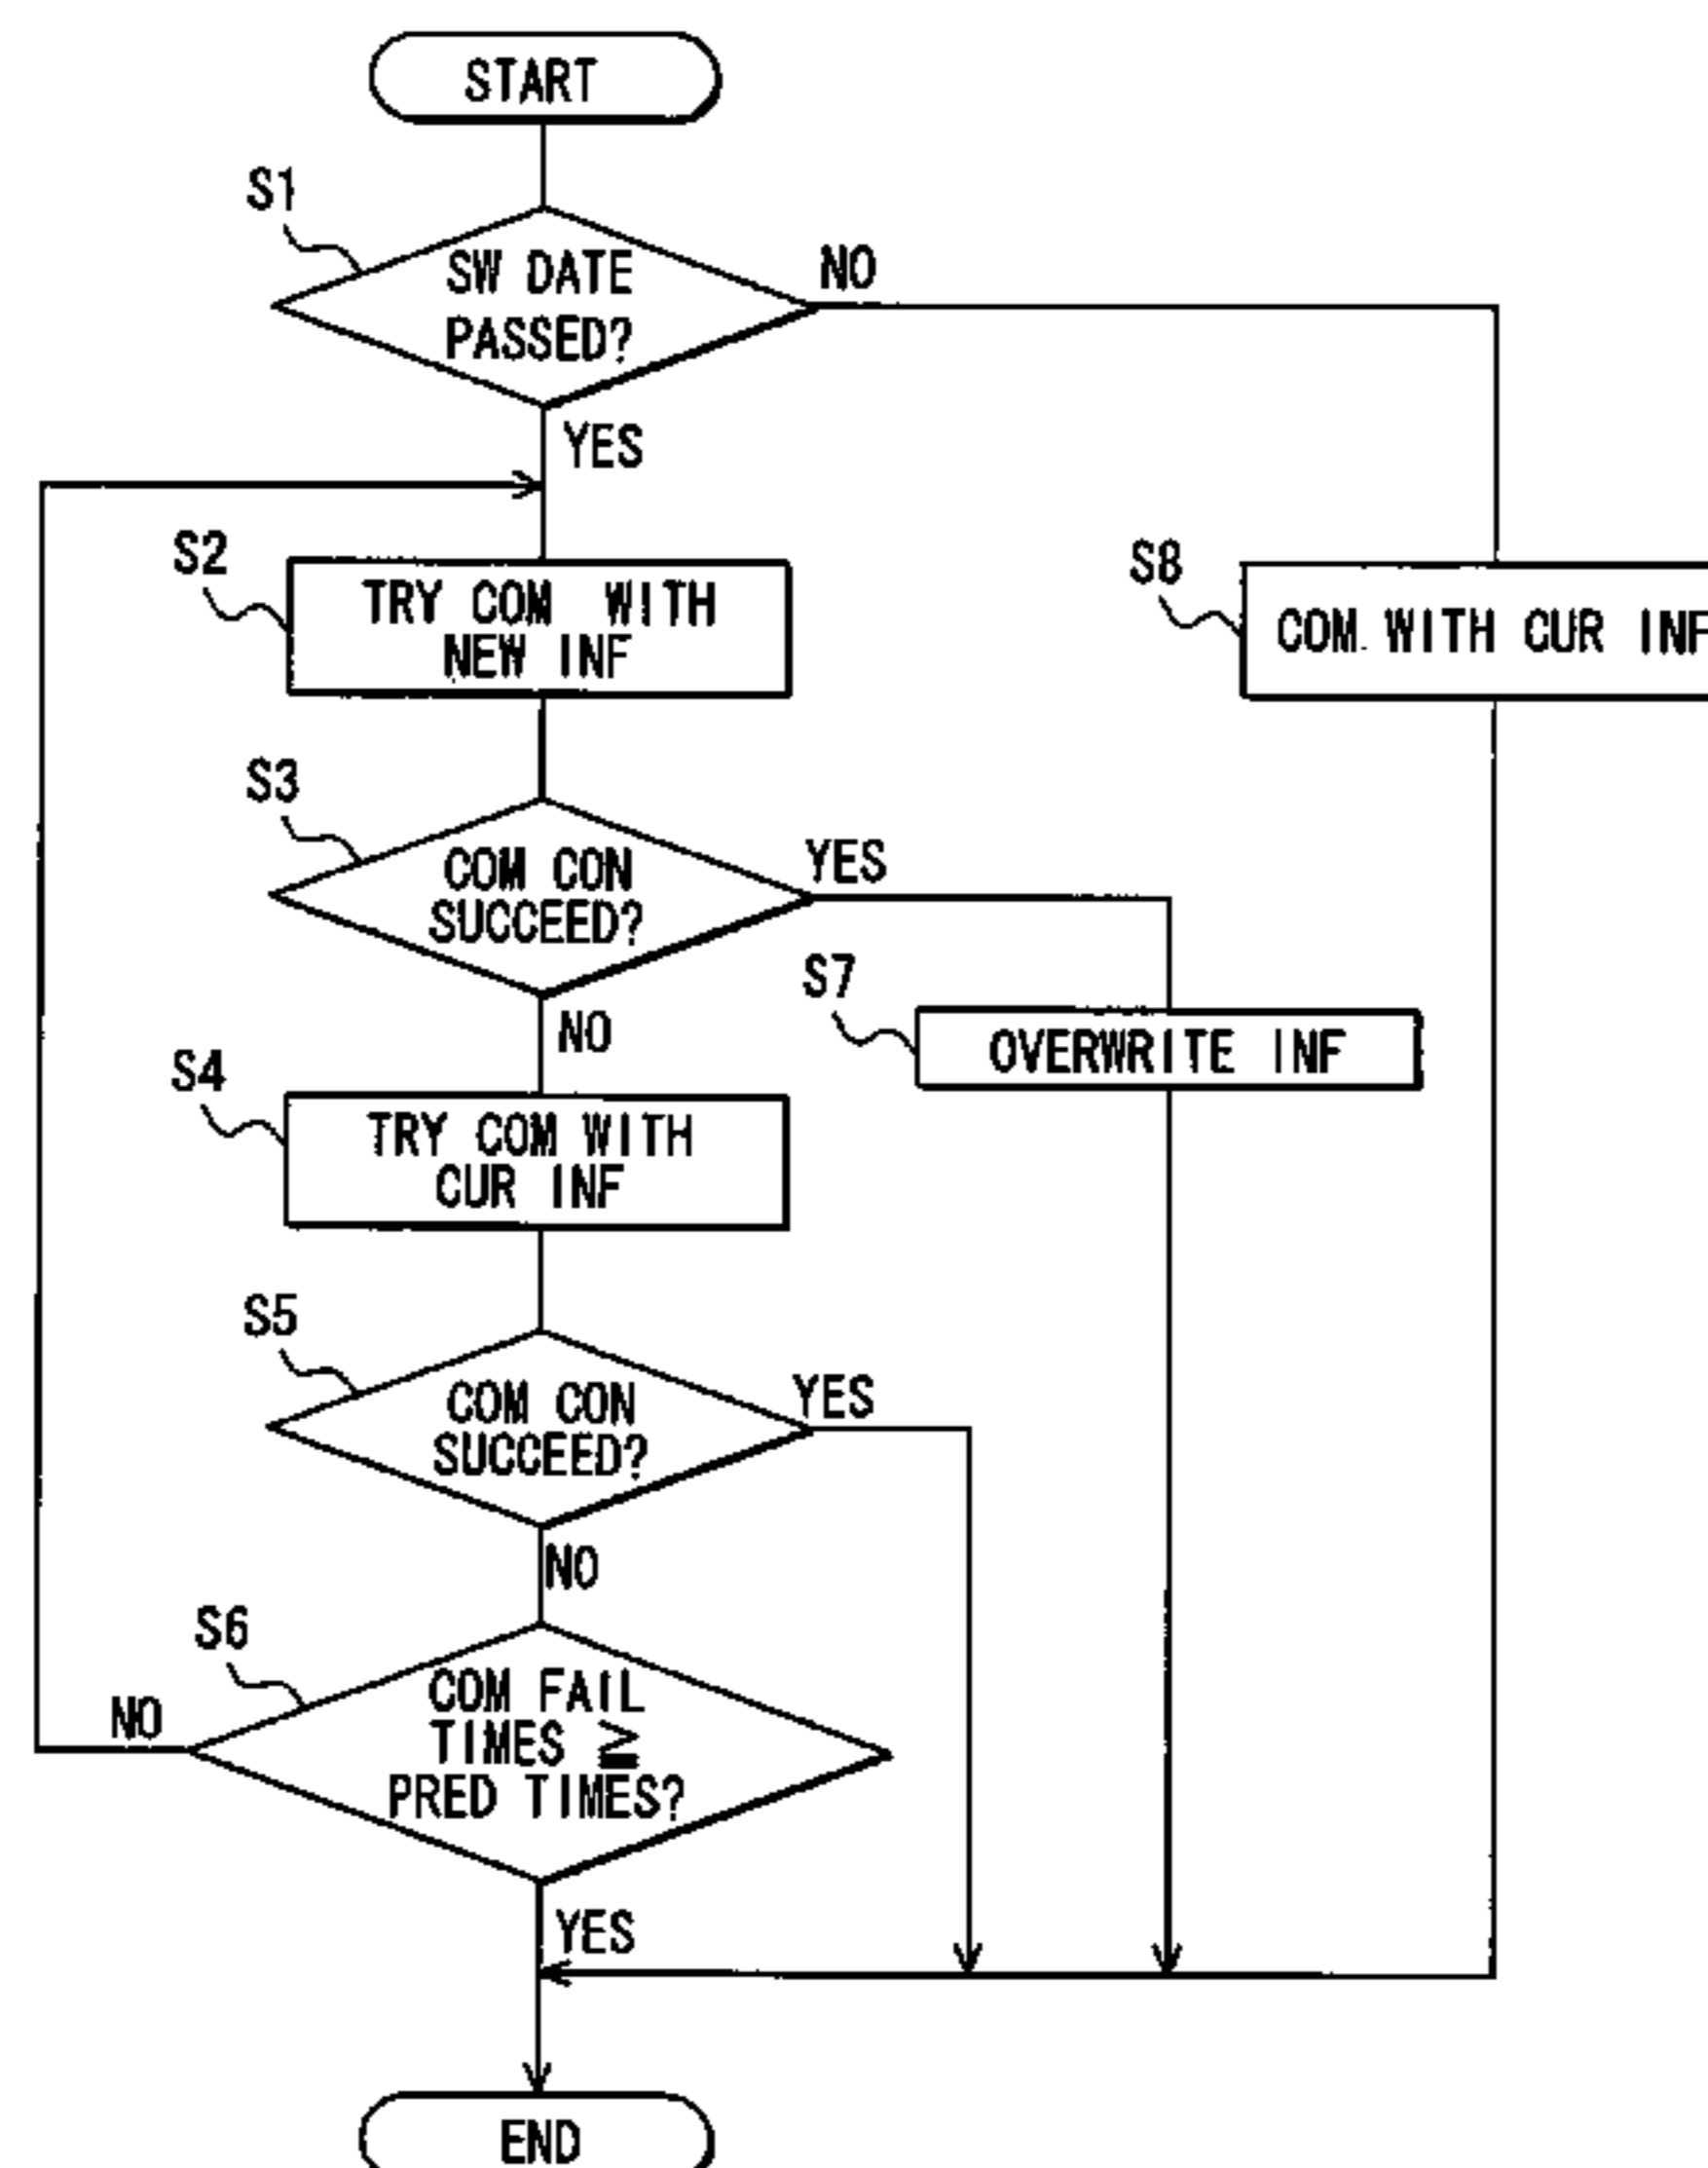 START
S1
SW DATE
PASSED?
NO
YES
S2
TRY COM WITH
NEW INF
S8
COM WITH CUR INF
S3
COM CON
SUCCEED?
YES
NO
S7
OVERWRITE INF
S4
TRY COM WITH
CUR INF
S5
COM CON
SUCCEED?
YES
NO
S6
COM FAIL
TIMES ≧
PRED TIMES?
NO
YES
END